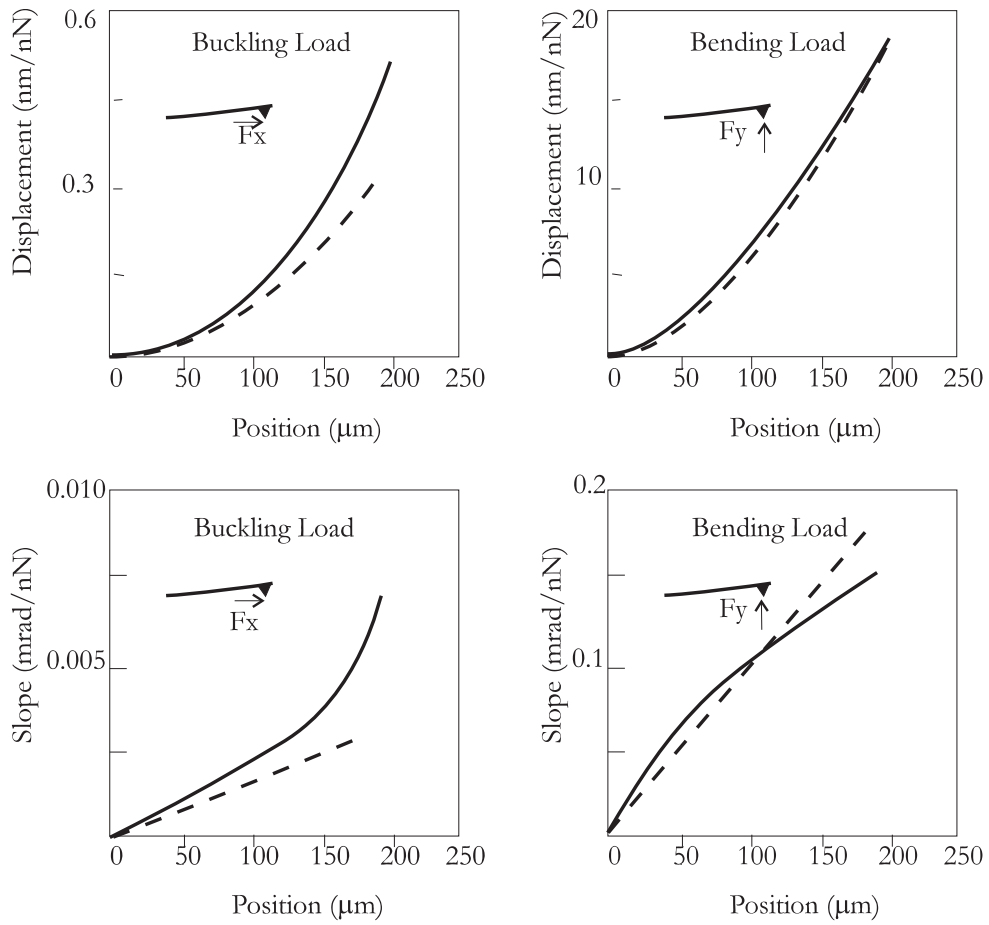 0.6
Buckling Load
Displacement (nm/nN)
Fx
0.3
0 50 100 150 200 250
Position (μm)
20
Bending Load
Displacement (nm/nN)
Fy
10
0 50 100 150 200 250
Position (μm)
0.010
Buckling Load
Slope (mrad/nN)
Fx
0.005
0 50 100 150 200 250
Position (μm)
0.2
Bending Load
Slope (mrad/nN)
Fy
0.1
0 50 100 150 200 250
Position (μm)